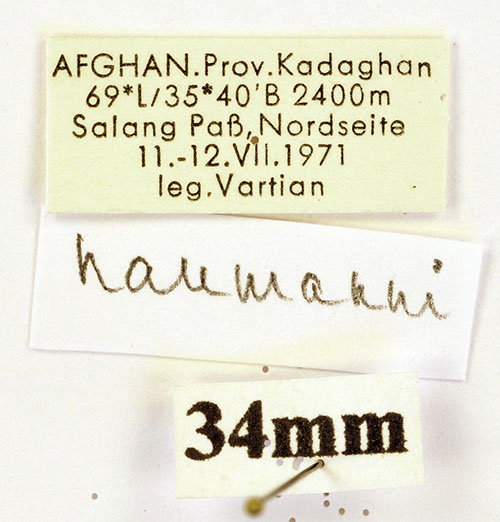 AFGHAN.Prov.Kadaghan
69*L/35*40'B 2400m
Salang Paß,Nordseite
11.-12.VII.1971
leg.Vartian
naumanni
34mm